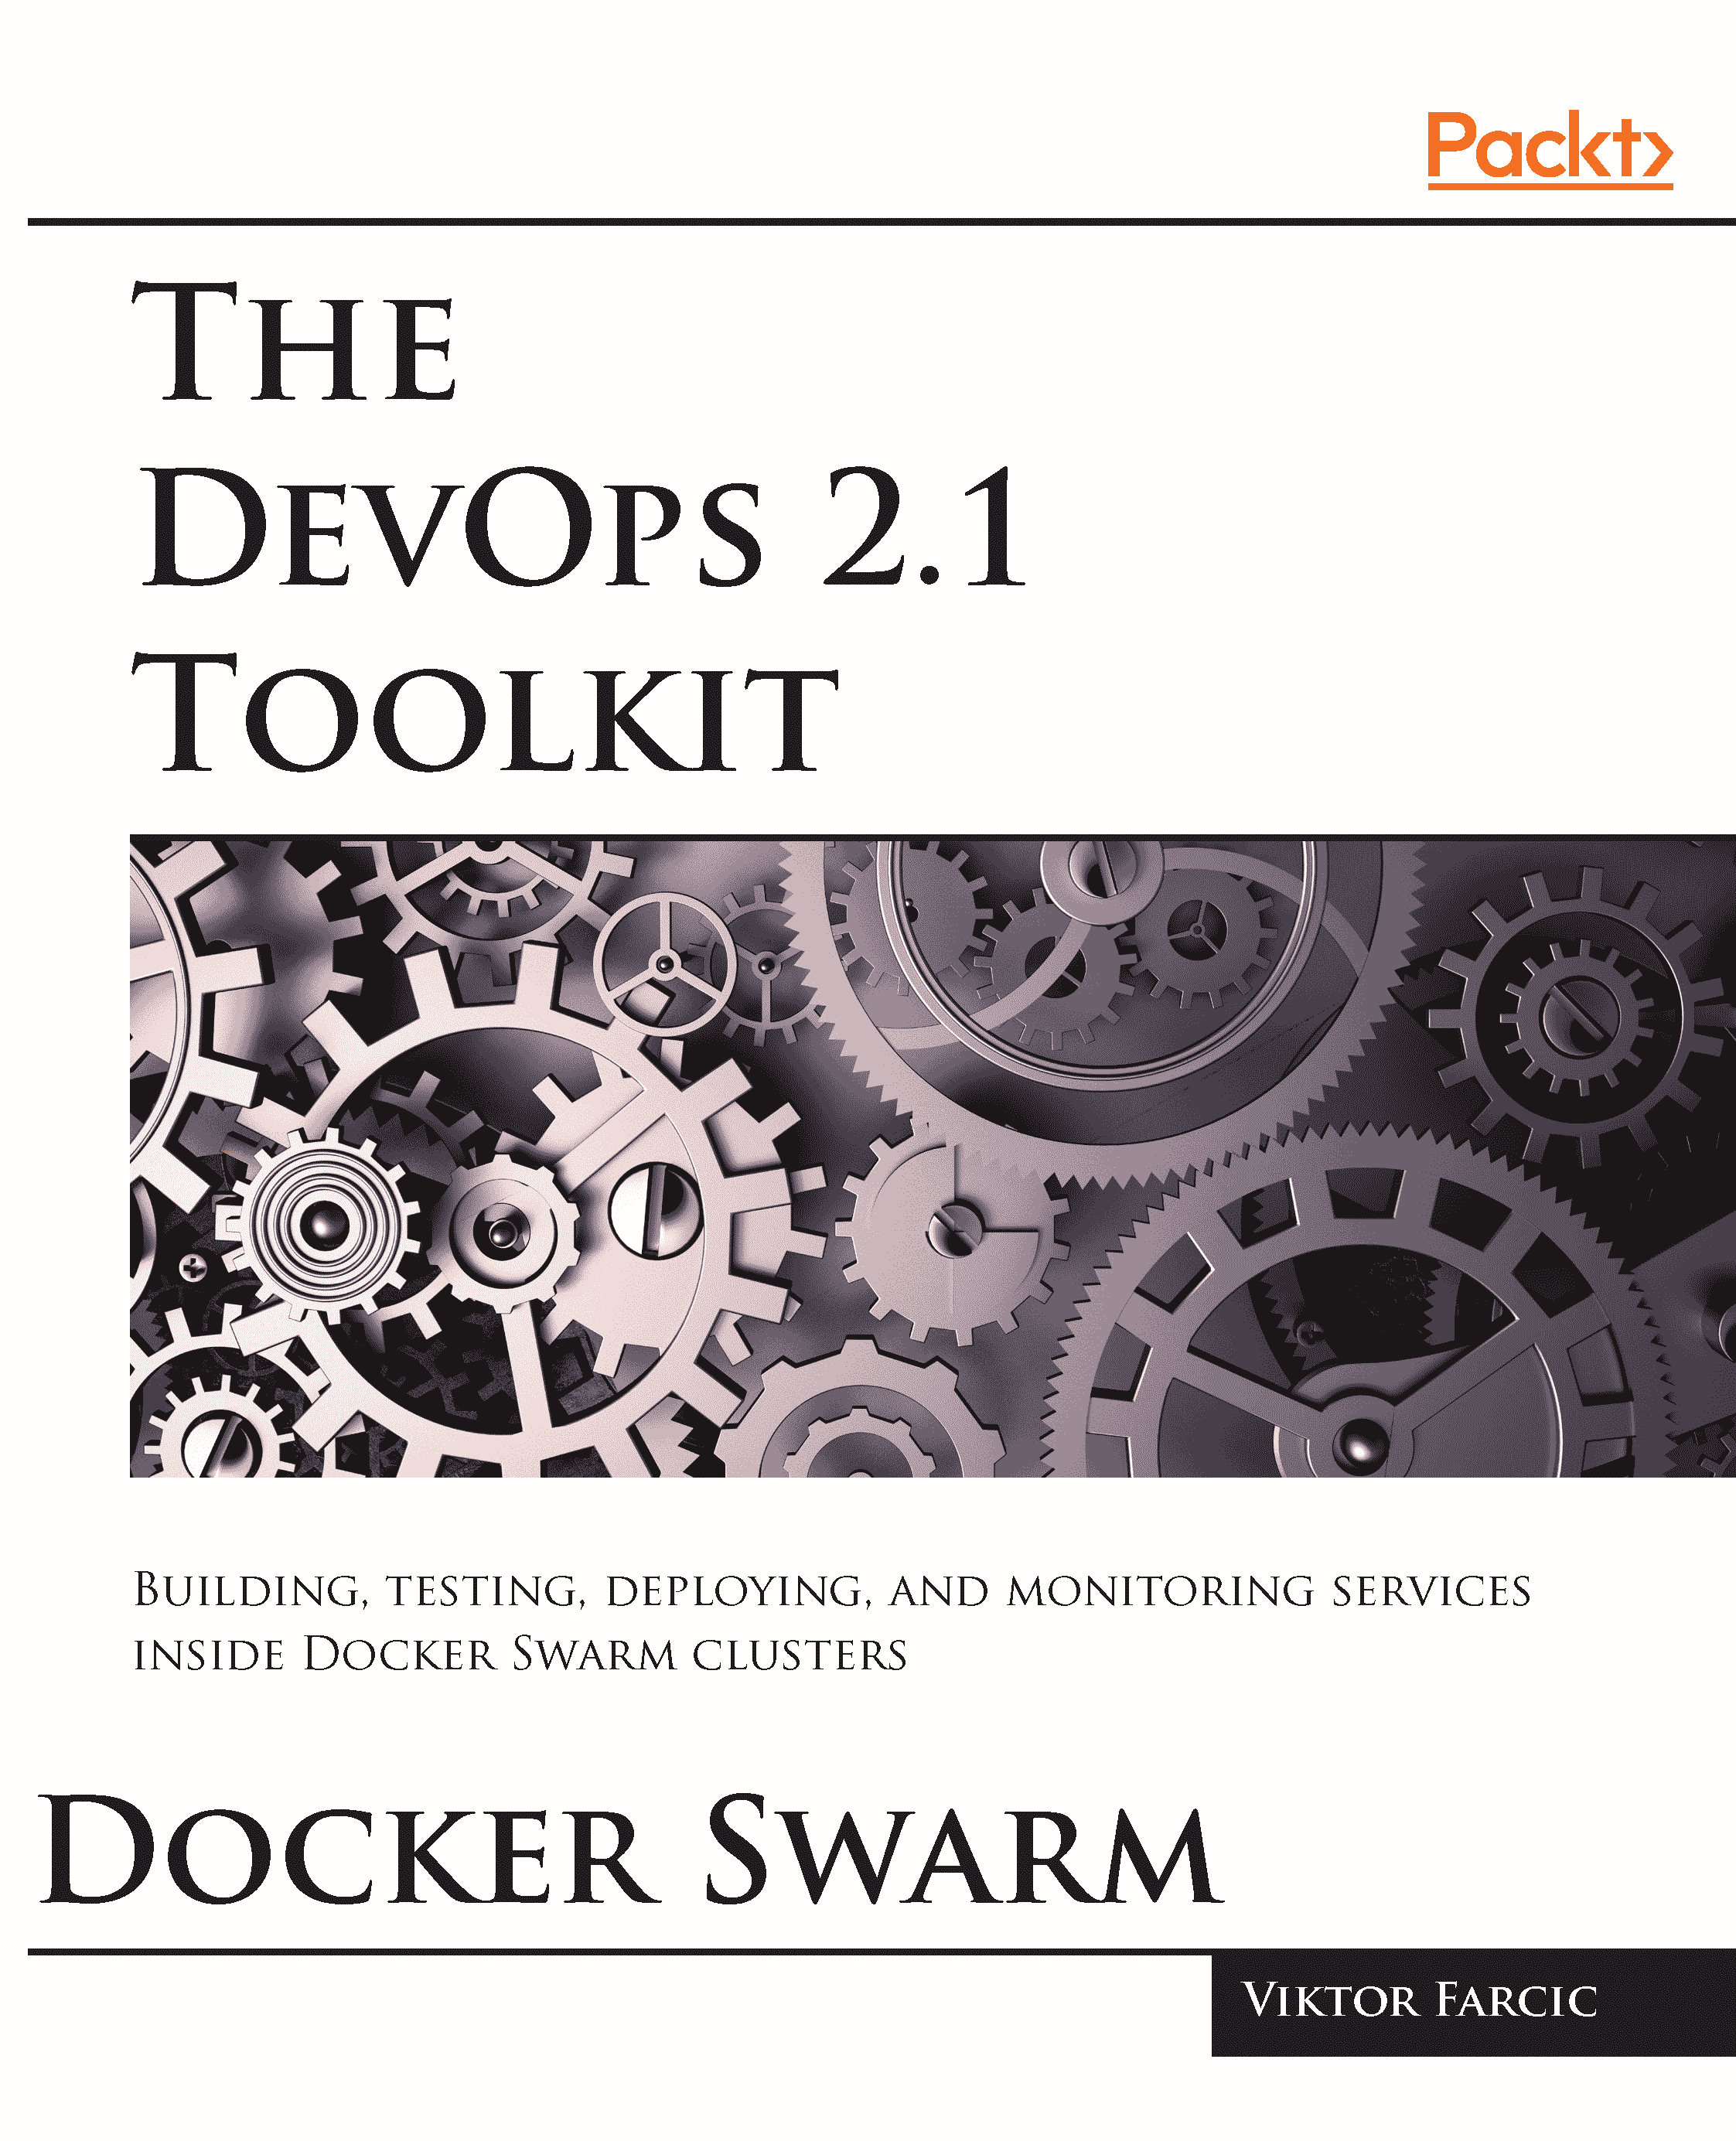 Packt>
The
DevOps 2.1
Toolkit
Building, testing, deploying, and monitoring services
inside Docker Swarm clusters
Docker Swarm
Viktor Farcic